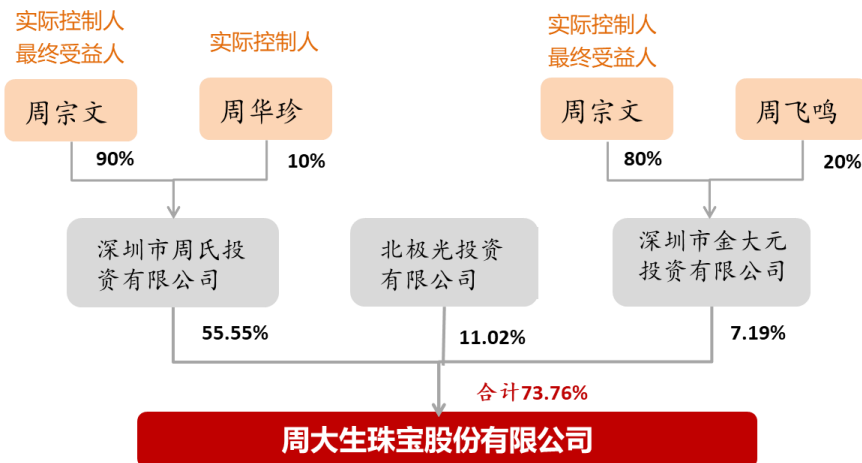 实际控制人
最终受益人
实际控制人
实际控制人
最终受益人
周宗文
周华珍
周宗文
周飞鸣
90%
10%
80%
20%
深圳市周氏投
资有限公司
北极光投资
有限公司
深圳市金大元
投资有限公司
55.55%
11.02%
7.19%
合计73.76%
周大生珠宝股份有限公司